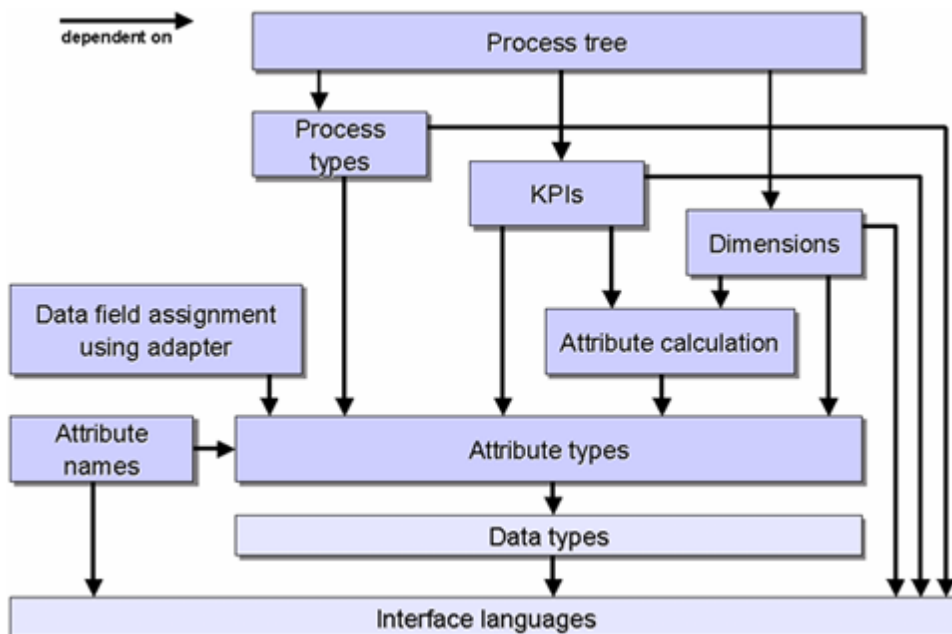 dependent on
Process tree
Process
types
KPIs
Dimensions
Data field assignment
using adapter
Attribute calculation
Attribute
names
Attribute types
Data types
Interface languages